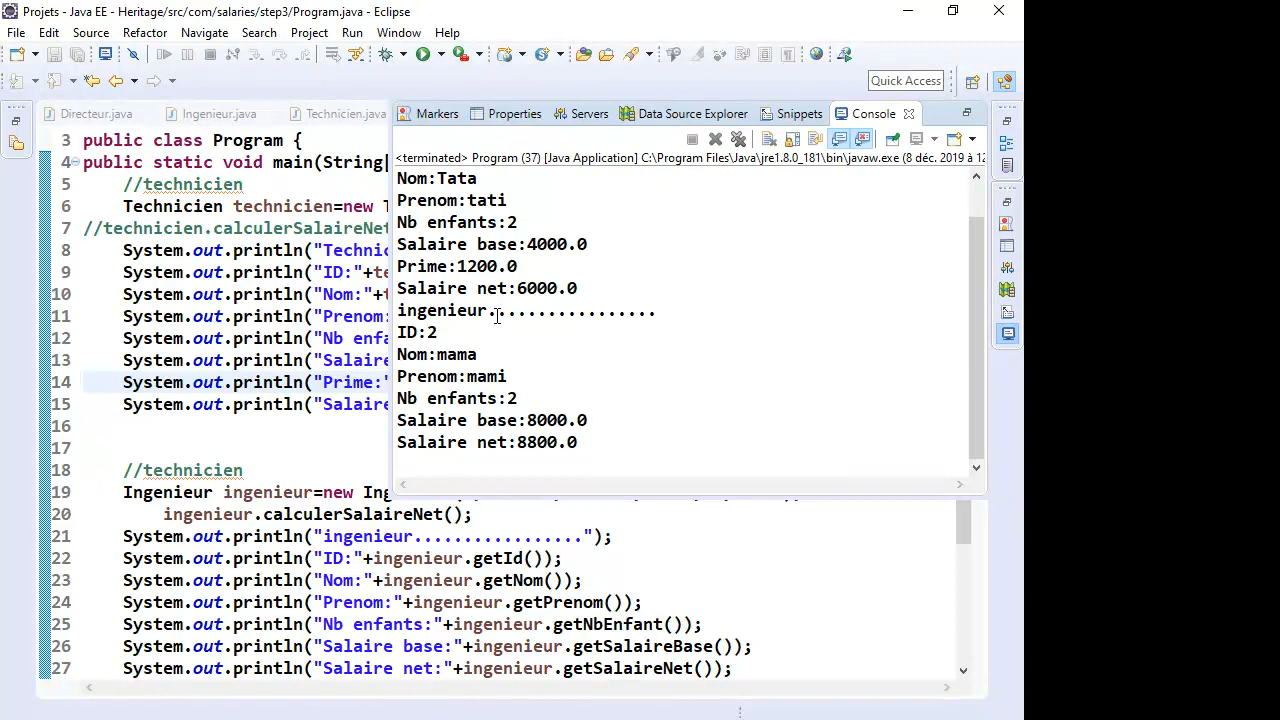 Projets - Java EE - Heritage/src/com/salaries/step3/Program.java - Eclipse
File Edit Source Refactor Navigate Search Project Run Window Help
Quick Access
Directeur.java Ingenieur.java Technicien.java
Markers Properties Servers Data Source Explorer Snippets Console
<terminated> Program (37) [Java Application] C:\Program Files\Java\jre1.8.0_181\bin\javaw.exe (8 déc. 2019 à 12
Nom:Tata
Prenom:tati
Nb enfants:2
Salaire base:4000.0
Prime:1200.0
Salaire net:6000.0
ingenieur.................
ID:2
Nom:mama
Prenom:mami
Nb enfants:2
Salaire base:8000.0
Salaire net:8800.0
3 public class Program {
4 public static void main(String[
5 //technicien
6 Technicien technicien=new T
7 //technicien.calculerSalaireNet
8 System.out.println("Technic
9 System.out.println("ID:"+te
10 System.out.println("Nom:"+t
11 System.out.println("Prenom:
12 System.out.println("Nb enfa
13 System.out.println("Salaire
14 System.out.println("Prime:"
15 System.out.println("Salaire
16
17
18 //technicien
19 Ingenieur ingenieur=new Ing
20 ingenieur.calculerSalaireNet();
21 System.out.println("ingenieur.................");
22 System.out.println("ID:"+ingenieur.getId());
23 System.out.println("Nom:"+ingenieur.getNom());
24 System.out.println("Prenom:"+ingenieur.getPrenom());
25 System.out.println("Nb enfants:"+ingenieur.getNbEnfant());
26 System.out.println("Salaire base:"+ingenieur.getSalaireBase());
27 System.out.println("Salaire net:"+ingenieur.getSalaireNet());